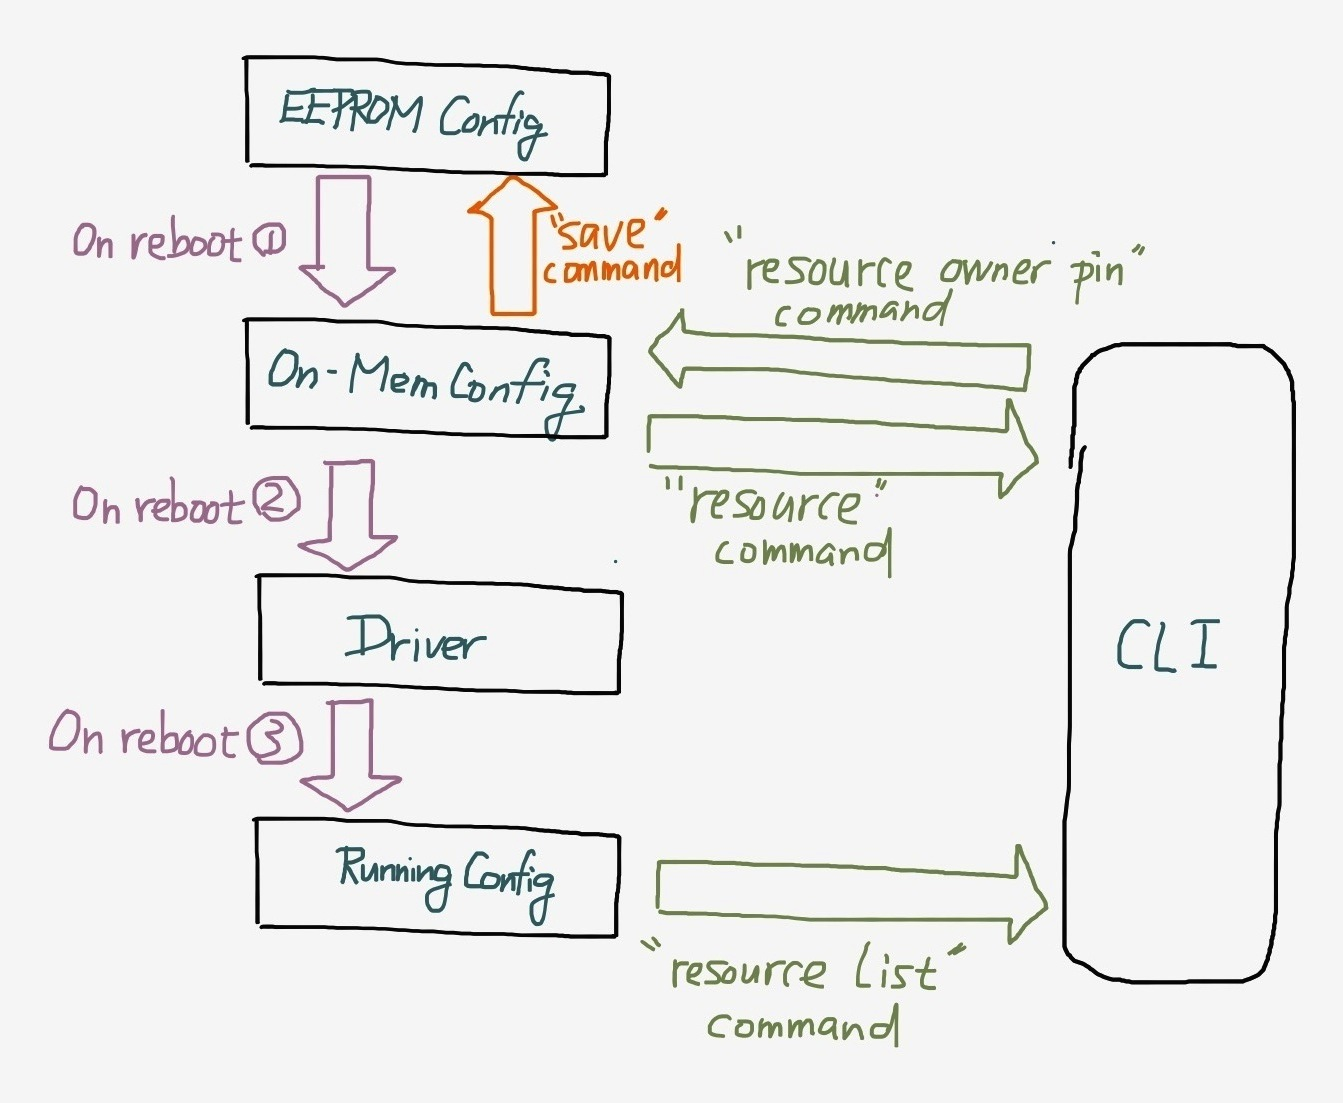 EEPROM Config
On reboot ①
"save"
command
"resource owner pin"
command
On-Mem Config
"resource"
command
On reboot ②
Driver
CLI
On reboot ③
Running Config
"resource list"
command